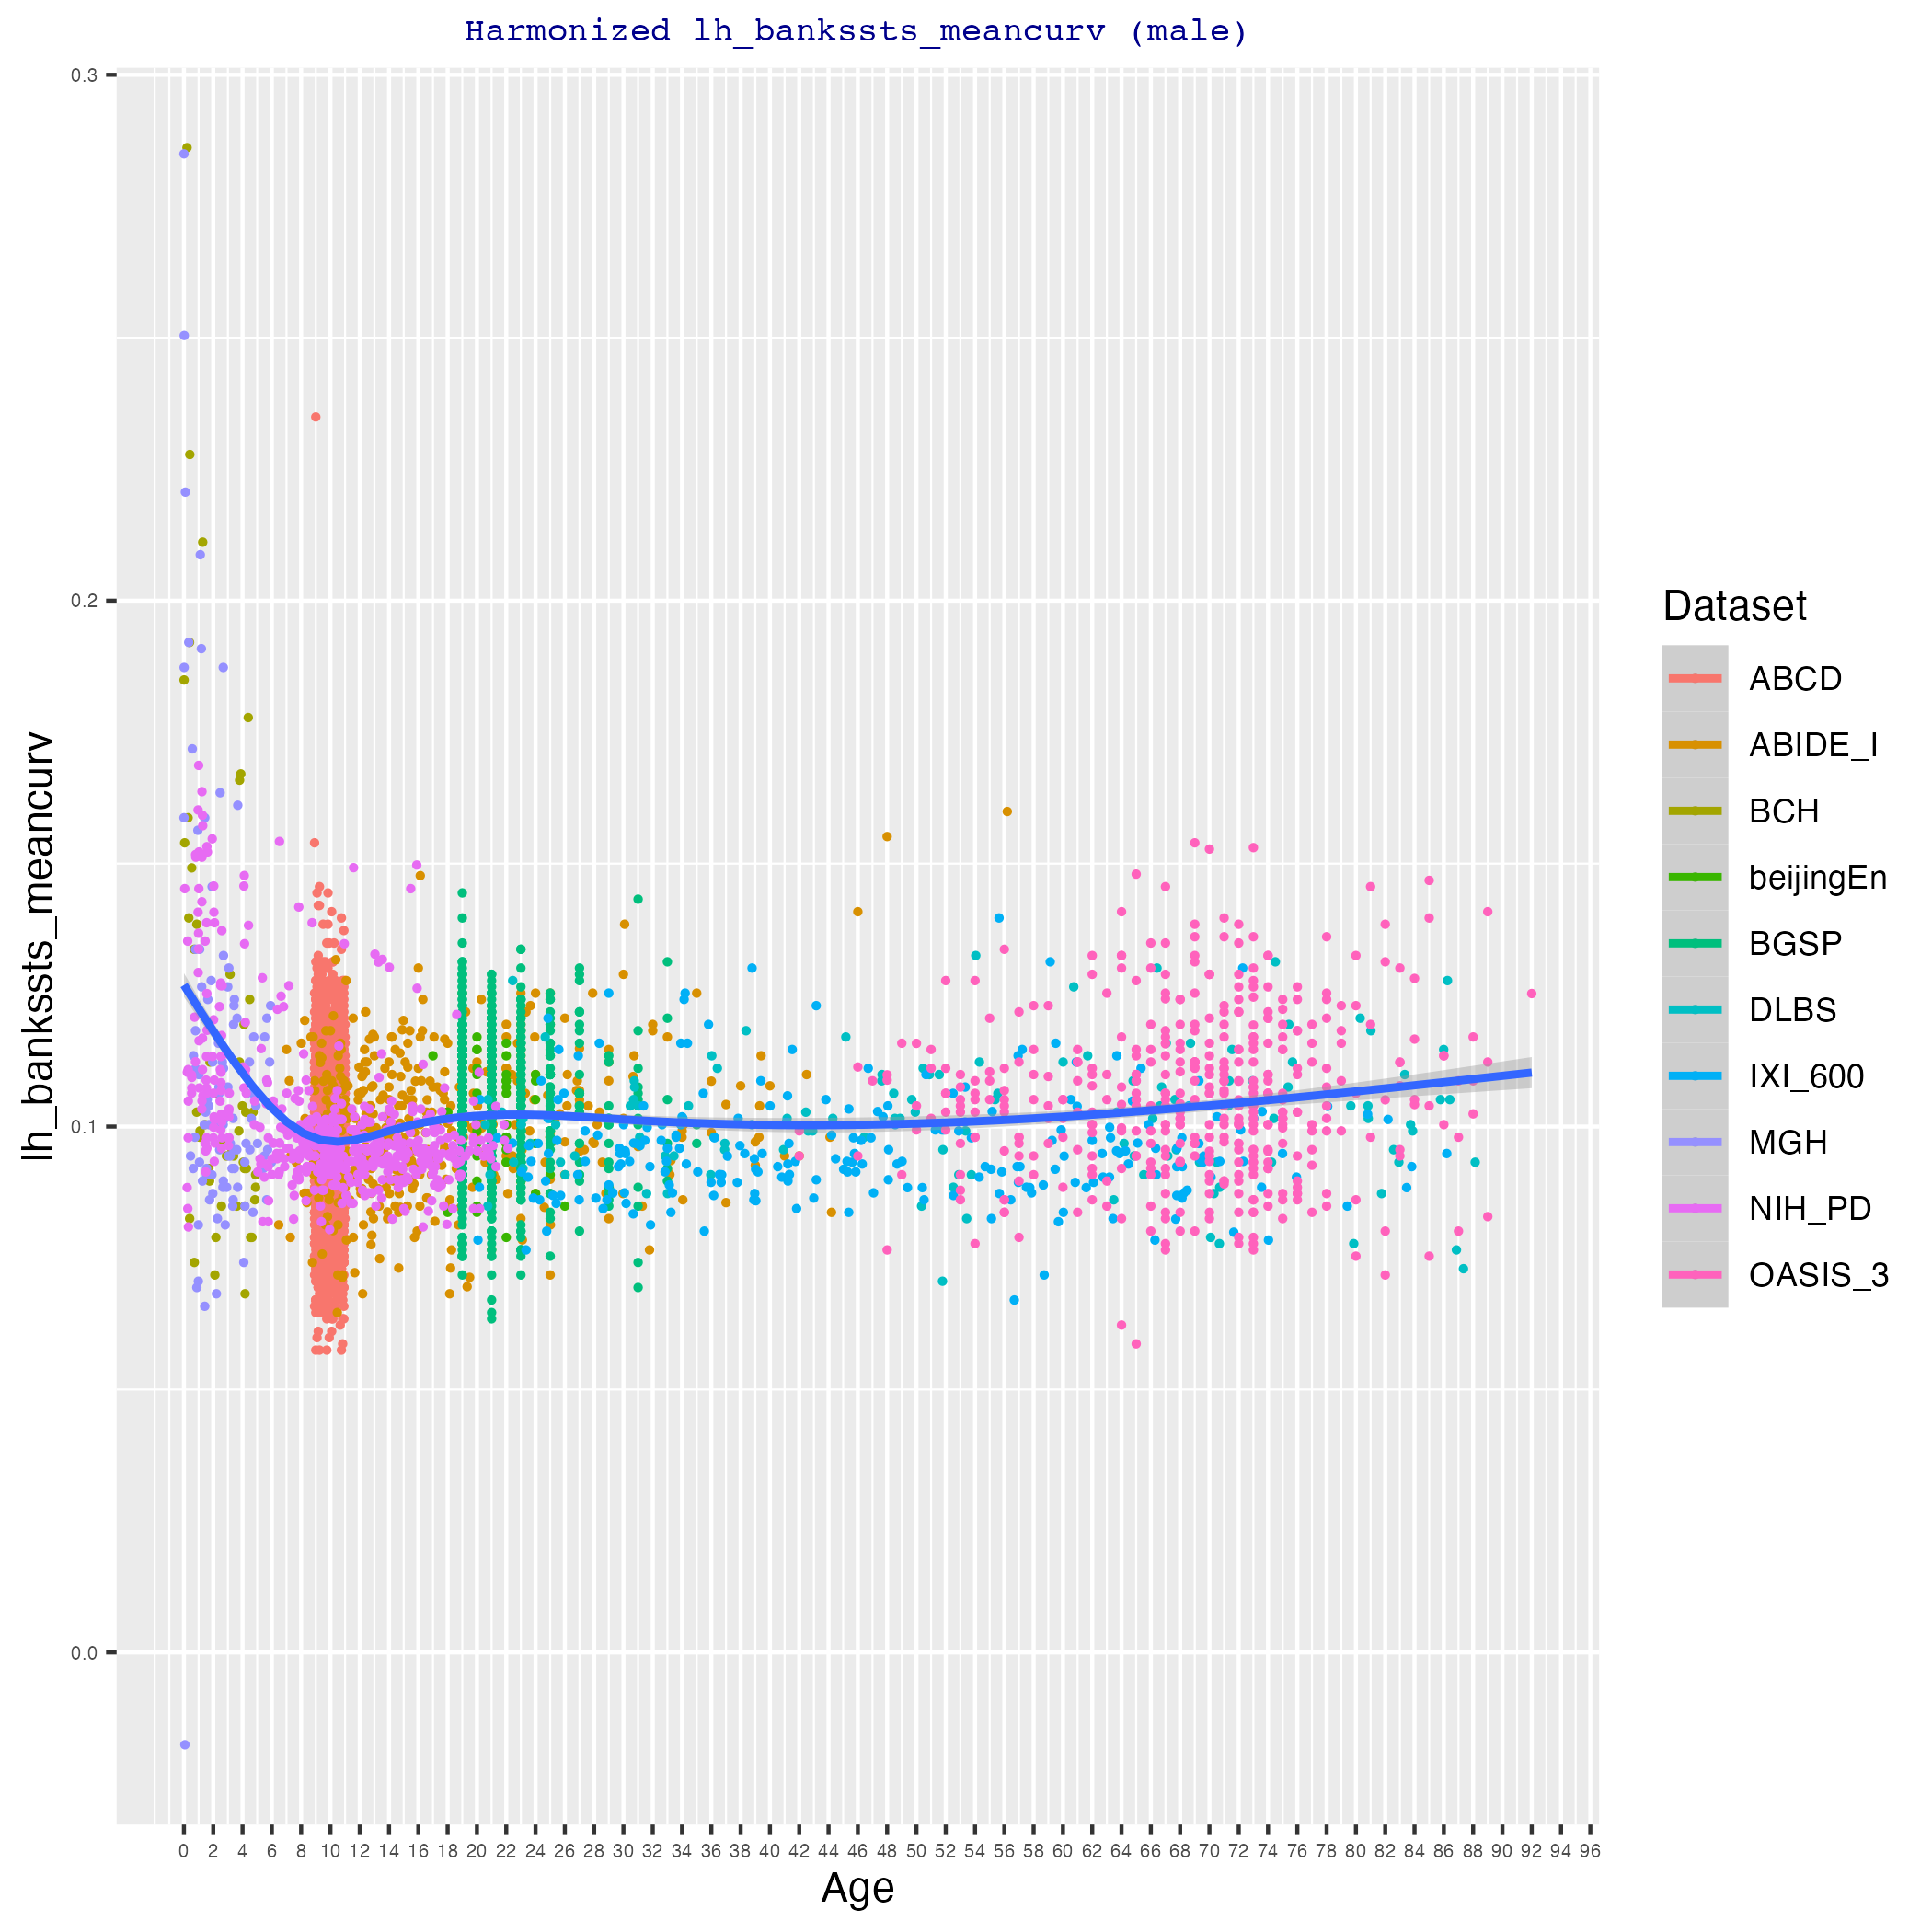 Harmonized lh_bankssts_meancurv (male)
0.3
0.2
0.1
0.0
lh_bankssts_meancurv
0 2 4 6 8 10 12 14 16 18 20 22 24 26 28 30 32 34 36 38 40 42 44 46 48 50 52 54 56 58 60 62 64 66 68 70 72 74 76 78 80 82 84 86 88 90 92 94 96
Age
Dataset
ABCD
ABIDE_I
BCH
beijingEn
BGSP
DLBS
IXI_600
MGH
NIH_PD
OASIS_3